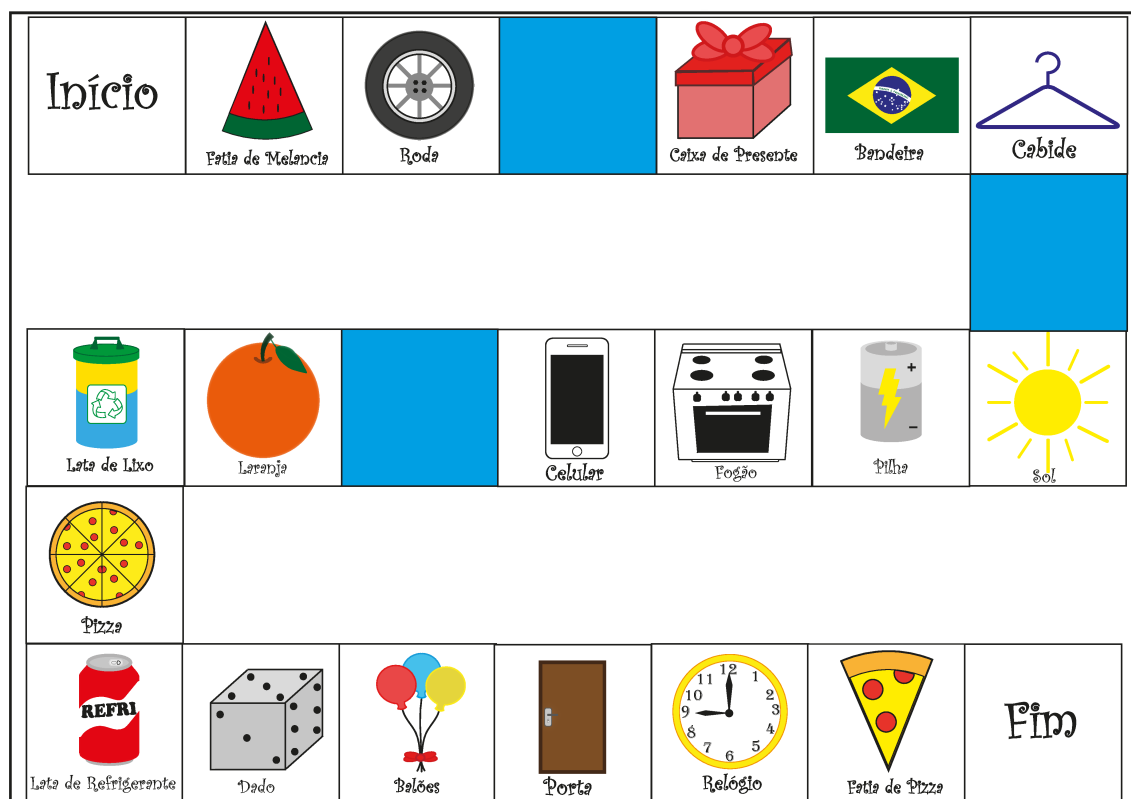 Início
Fatia de Melancia
Roda
Caixa de Presente
Bandeira
Cabide
Lata de Lixo
Laranja
Celular
Fogão
+
-
Pilha
Sol
Pizza
REFRI
Lata de Refrigerante
Dado
Balões
Porta
12
1
2
3
4
5
6
7
8
9
10
11
Relógio
Fatia de Pizza
Fim